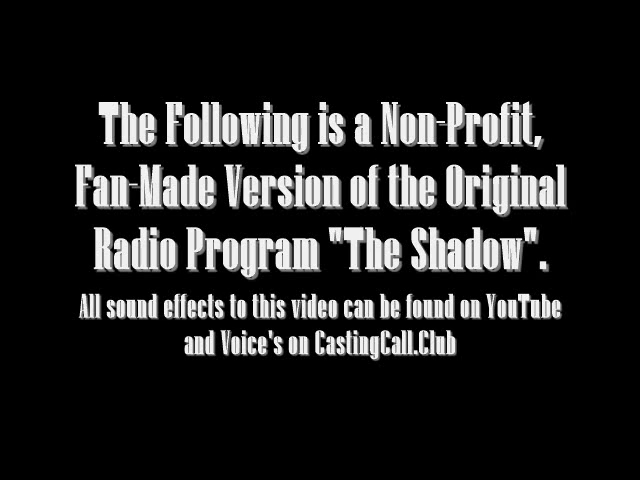 The Following is a Non-Profit,
Fan-Made Version of the Original
Radio Program "The Shadow".
All sound effects to this video can be found on YouTube
and Voice's on CastingCall.Club